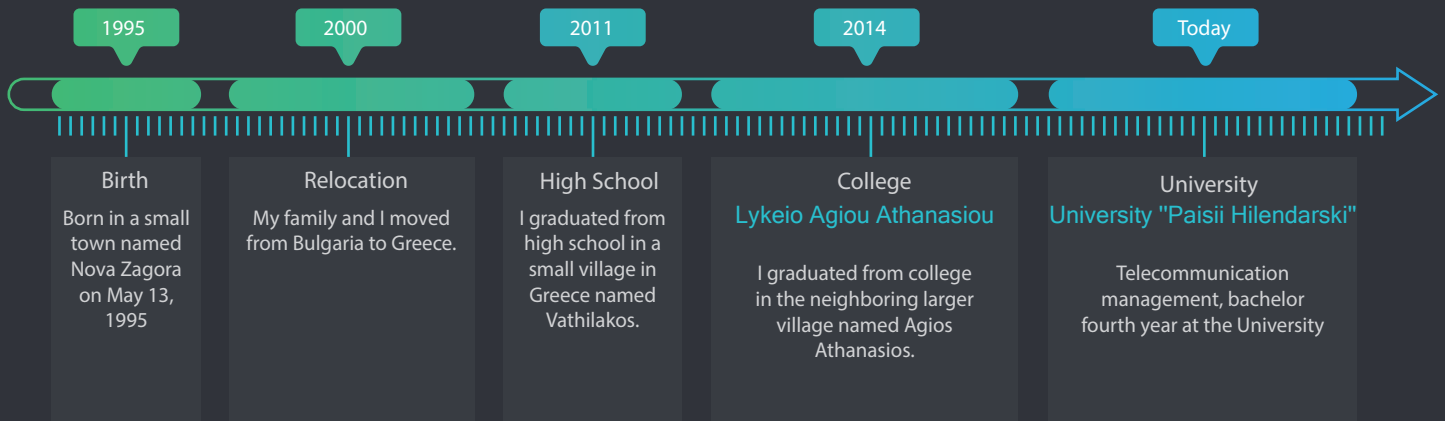 1995
2000
2011
2014
Today
Birth
Born in a small
town named
Nova Zagora
on May 13,
1995
Relocation
My family and I moved
from Bulgaria to Greece.
High School
I graduated from
high school in a
small village in
Greece named
Vathilakos.
College
Lykeio Agiou Athanasiou
I graduated from college
in the neighboring larger
village named Agios
Athanasios.
University
University "Paisii Hilendarski"
Telecommunication
management, bachelor
fourth year at the University